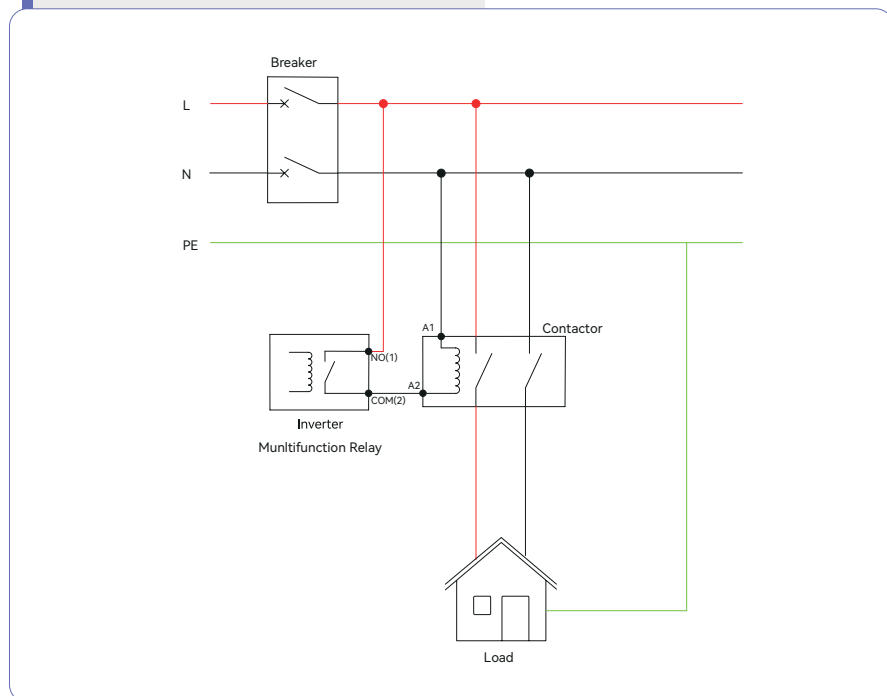 Breaker
L
N
PE
A1
Contactor
NO(1)
A2
COM(2)
Inverter
Munltifunction Relay
Load